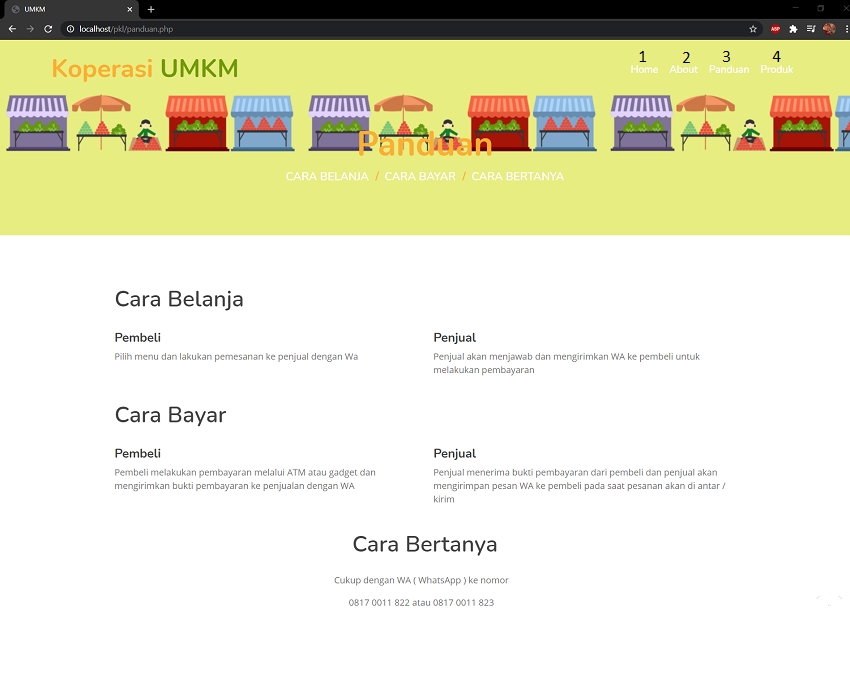 UMKM
localhost/pkl/panduan.php
ABP
Koperasi UMKM
1 2 3 4
Home About Panduan Produk
Panduan
CARA BELANJA / CARA BAYAR / CARA BERTANYA
Cara Belanja
Pembeli
Pilih menu dan lakukan pemesanan ke penjual dengan Wa
Penjual
Penjual akan menjawab dan mengirimkan WA ke pembeli untuk
melakukan pembayaran
Cara Bayar
Pembeli
Pembeli melakukan pembayaran melalui ATM atau gadget dan
mengirimkan bukti pembayaran ke penjualan dengan WA
Penjual
Penjual menerima bukti pembayaran dari pembeli dan penjual akan
mengirimpan pesan WA ke pembeli pada saat pesanan akan di antar /
kirim
Cara Bertanya
Cukup dengan WA ( WhatsApp ) ke nomor
0817 0011 822 atau 0817 0011 823